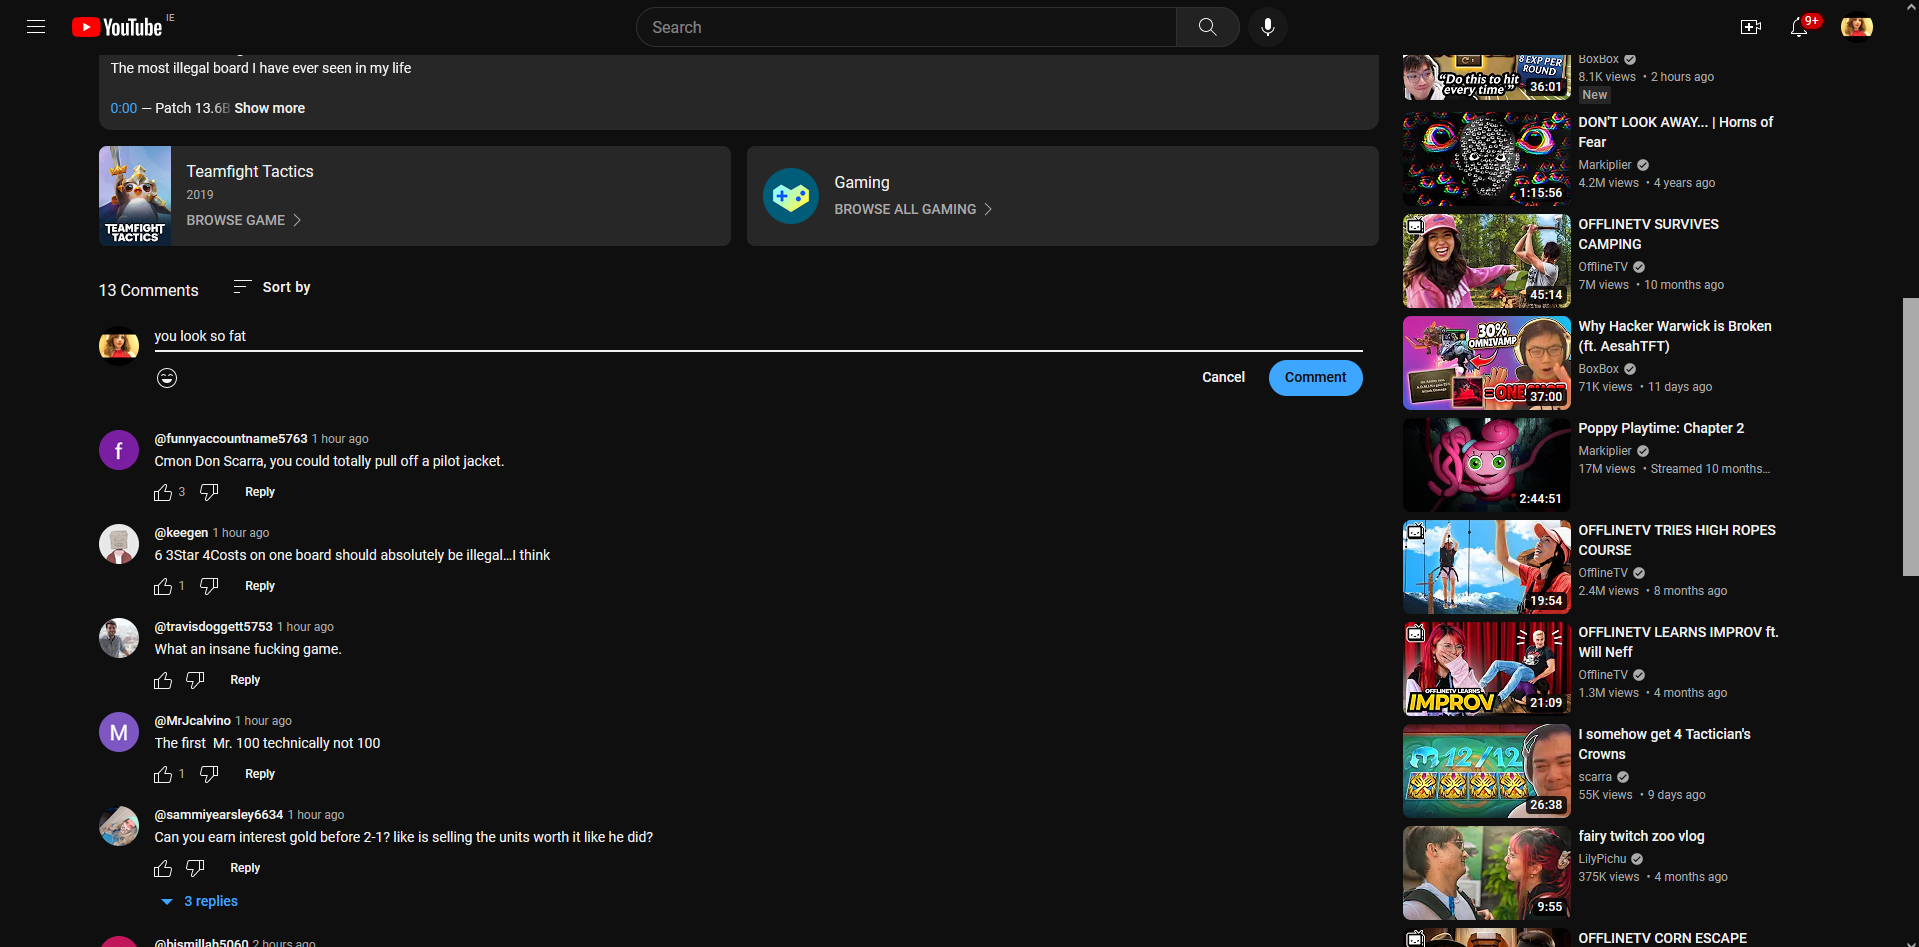 YouTube IE
Search
9+
The most illegal board I have ever seen in my life
0:00 — Patch 13.6B Show more
TEAMFIGHT
TACTICS
Teamfight Tactics
2019
BROWSE GAME
Gaming
BROWSE ALL GAMING
13 Comments
Sort by
you look so fat
Cancel
Comment
f
@funnyaccountname5763 1 hour ago
Cmon Don Scarra, you could totally pull off a pilot jacket.
3
Reply
@keegen 1 hour ago
6 3Star 4Costs on one board should absolutely be illegal...I think
1
Reply
@travisdoggett5753 1 hour ago
What an insane fucking game.
Reply
M
@MrJcalvino 1 hour ago
The first Mr. 100 technically not 100
1
Reply
@sammiyearsley6634 1 hour ago
Can you earn interest gold before 2-1? like is selling the units worth it like he did?
Reply
3 replies
@bismillah5060 2 hours ago
8 EXP PER
ROUND
"Do this to hit
every time"
36:01
BoxBox
8.1K views • 2 hours ago
New
1:15:56
DON'T LOOK AWAY... | Horns of
Fear
Markiplier
4.2M views • 4 years ago
45:14
OFFLINETV SURVIVES
CAMPING
OfflineTV
7M views • 10 months ago
30%
OMNIVAMP
37:00
Why Hacker Warwick is Broken
(ft. AesahTFT)
BoxBox
71K views • 11 days ago
2:44:51
Poppy Playtime: Chapter 2
Markiplier
17M views • Streamed 10 months...
19:54
OFFLINETV TRIES HIGH ROPES
COURSE
OfflineTV
2.4M views • 8 months ago
OFFLINETV LEARNS
IMPROV
21:09
OFFLINETV LEARNS IMPROV ft.
Will Neff
OfflineTV
1.3M views • 4 months ago
12/12
26:38
I somehow get 4 Tactician's
Crowns
scarra
55K views • 9 days ago
9:55
fairy twitch zoo vlog
LilyPichu
375K views • 4 months ago
OFFLINETV CORN ESCAPE